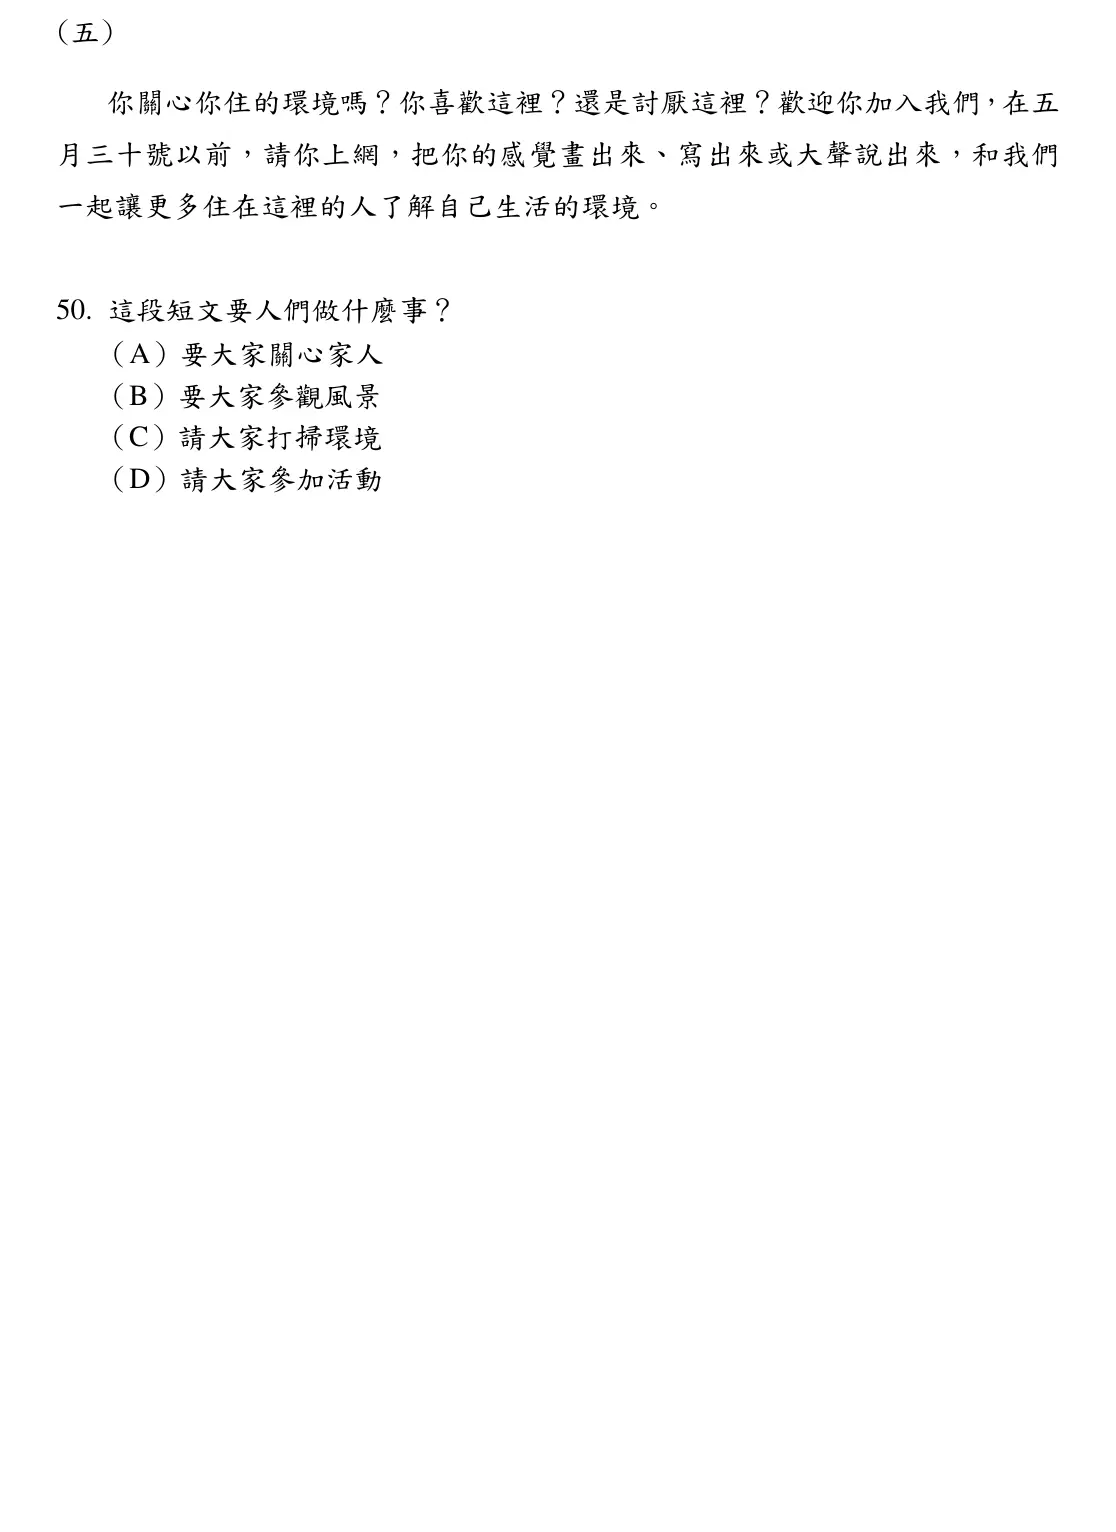 （五）
你關心你住的環境嗎？你喜歡這裡？還是討厭這裡？歡迎你加入我們，在五
月三十號以前，請你上網，把你的感覺畫出來、寫出來或大聲說出來，和我們
一起讓更多住在這裡的人了解自己生活的環境。
50. 這段短文要人們做什麼事？
（A）要大家關心家人
（B）要大家參觀風景
（C）請大家打掃環境
（D）請大家參加活動